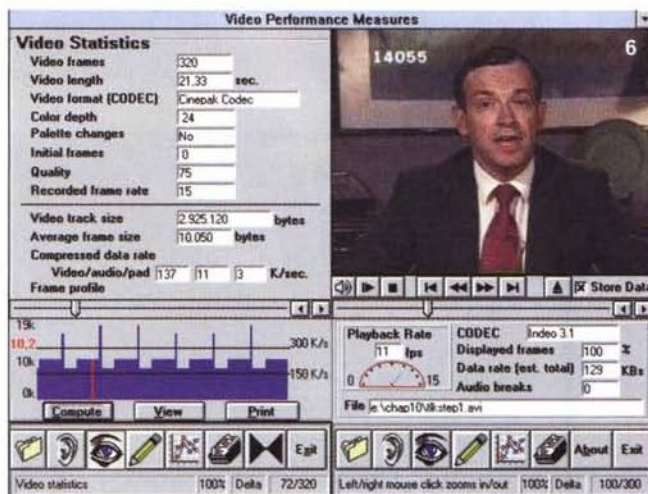 Video Performance Measures
Video Statistics
Video frames 320
Video length 21.33 sec.
Video format (CODEC) Cinepak Codec
Color depth 24
Palette changes No
Initial frames 0
Quality 75
Recorded frame rate 15
Video track size 2.925.120 bytes
Average frame size 10.050 bytes
Compressed data rate
Video/audio/pad 137 11 3 K/sec.
Frame profile
19k
10,2
10k
0k
300 K/s
150 K/s
Compute View Print
Exit
Video statistics 100% Delta 72/320
14055
6
Store Data
Playback Rate
11 fps
0 15
CODEC Indeo 3.1
Displayed frames 100 %
Data rate (est. total) 129 KBs
Audio breaks 0
File e:\chap10\tlkstep1.avi
About Exit
Left/right mouse click zooms in/out 100% Delta 100/300